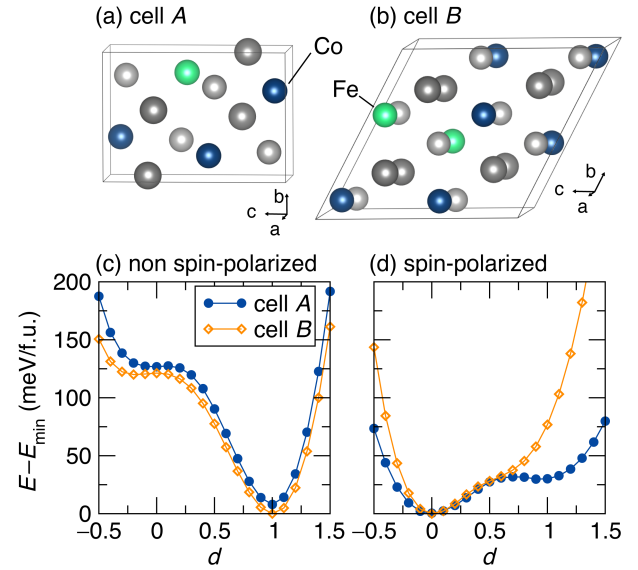 (a) cell A
(b) cell B
Co
Fe
b
c
a
b
c
a
(c) non spin-polarized
(d) spin-polarized
200
150
100
50
0
cell A
cell B
E−Emin (meV/f.u.)
−0.5 0 0.5 1 1.5
−0.5 0 0.5 1 1.5
d
d